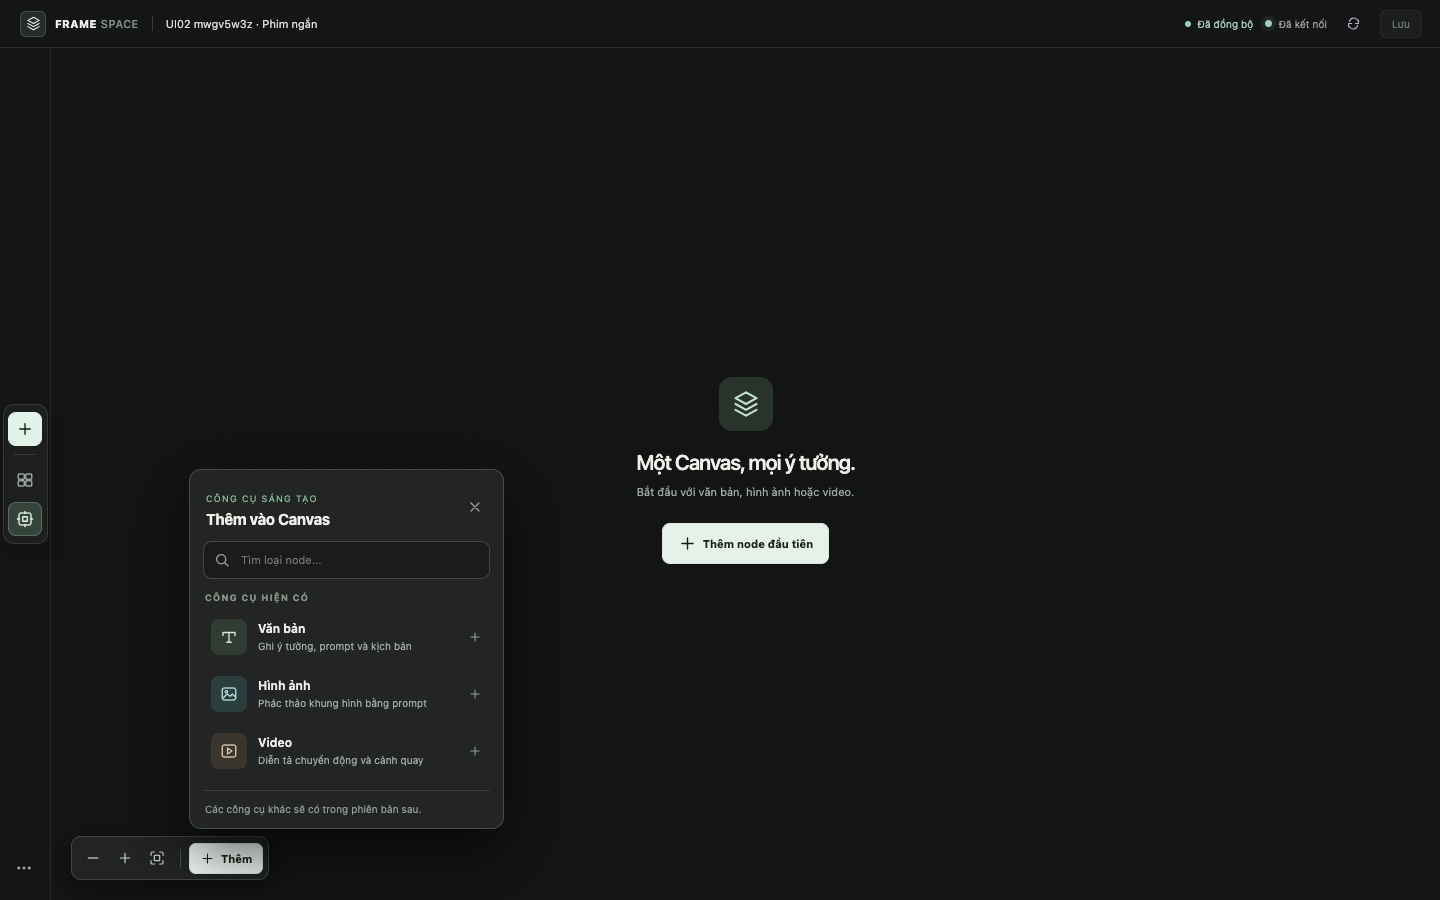 FRAME SPACE
UI02 mwgv5w3z · Phim ngắn
Đã đồng bộ
Đã kết nối
Lưu
Một Canvas, mọi ý tưởng.
Bắt đầu với văn bản, hình ảnh hoặc video.
Thêm node đầu tiên
CÔNG CỤ SÁNG TẠO
Thêm vào Canvas
Tìm loại node...
CÔNG CỤ HIỆN CÓ
Văn bản
Ghi ý tưởng, prompt và kịch bản
Hình ảnh
Phác thảo khung hình bằng prompt
Video
Diễn tả chuyển động và cảnh quay
Các công cụ khác sẽ có trong phiên bản sau.
Thêm